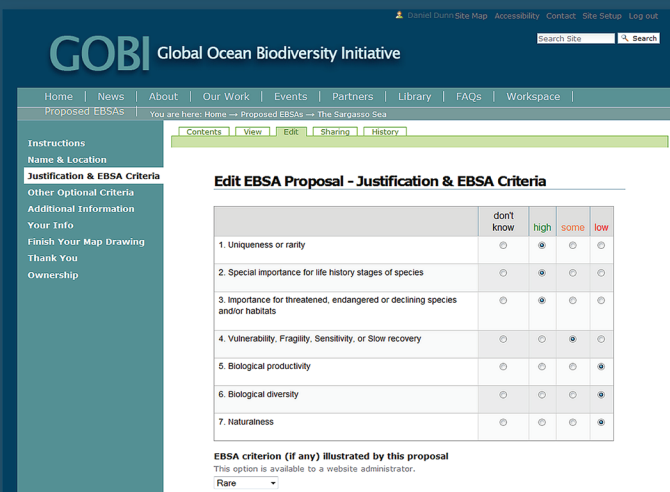 Daniel Dunn Site Map Accessibility Contact Site Setup Log out
GOBI Global Ocean Biodiversity Initiative
Search Site Search
Home News About Our Work Events Partners Library FAQs Workspace
Proposed EBSAs You are here: Home → Proposed EBSAs → The Sargasso Sea
Contents View Edit Sharing History
Instructions
Name & Location
Justification & EBSA Criteria
Other Optional Criteria
Additional Information
Your Info
Finish Your Map Drawing
Thank You
Ownership
Edit EBSA Proposal - Justification & EBSA Criteria
don't
know high some low
1. Uniqueness or rarity
2. Special importance for life history stages of species
3. Importance for threatened, endangered or declining species
and/or habitats
4. Vulnerability, Fragility, Sensitivity, or Slow recovery
5. Biological productivity
6. Biological diversity
7. Naturalness
EBSA criterion (if any) illustrated by this proposal
This option is available to a website administrator.
Rare